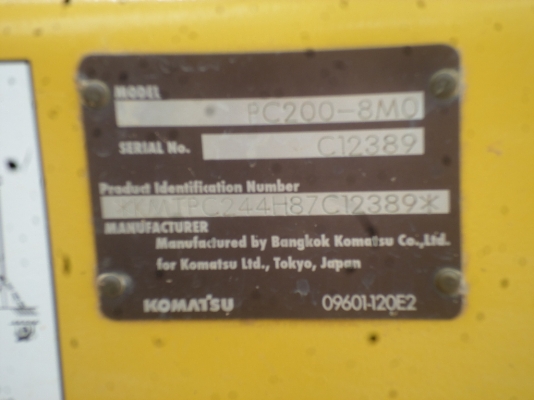 MODEL
PC200-8M0
SERIAL No.
C12389
Product Identification Number
*KMTPC244H87C12389*
MANUFACTURER
Manufactured by Bangkok Komatsu Co.,Ltd.
for Komatsu Ltd., Tokyo, Japan
KOMATSU
09601-120E2